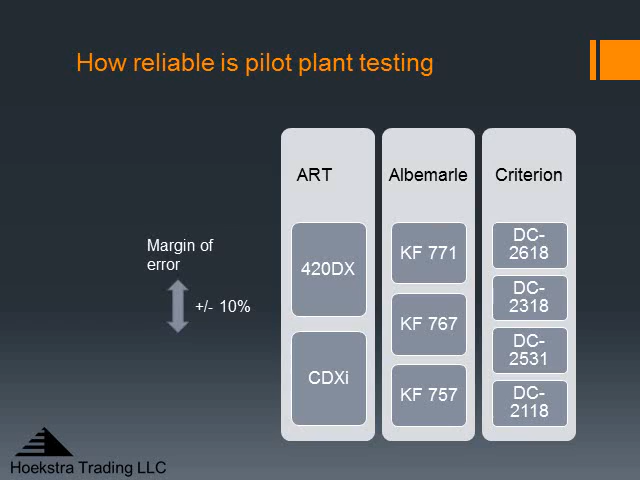 How reliable is pilot plant testing
ART
Albemarle
Criterion
Margin of
error
+/- 10%
420DX
CDXi
KF 771
KF 767
KF 757
DC-
2618
DC-
2318
DC-
2531
DC-
2118
Hoekstra Trading LLC